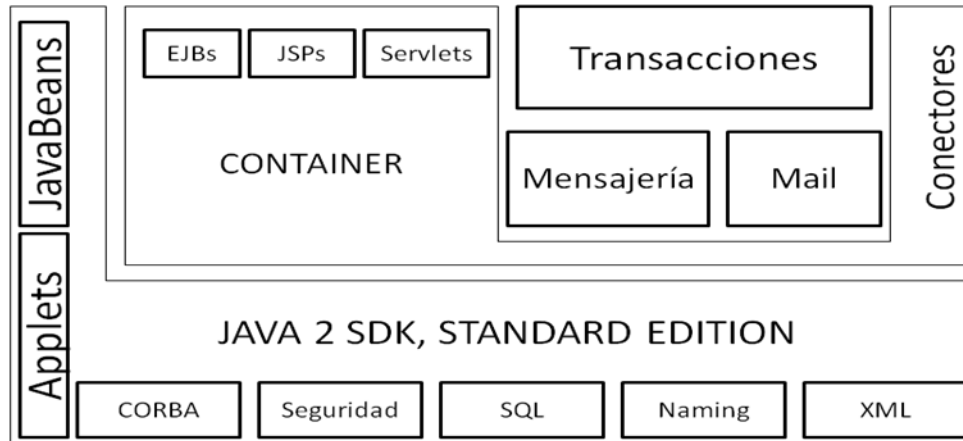 JavaBeans
EJBs
JSPs
Servlets
Transacciones
CONTAINER
Mensajería
Mail
Conectores
Applets
JAVA 2 SDK, STANDARD EDITION
CORBA
Seguridad
SQL
Naming
XML